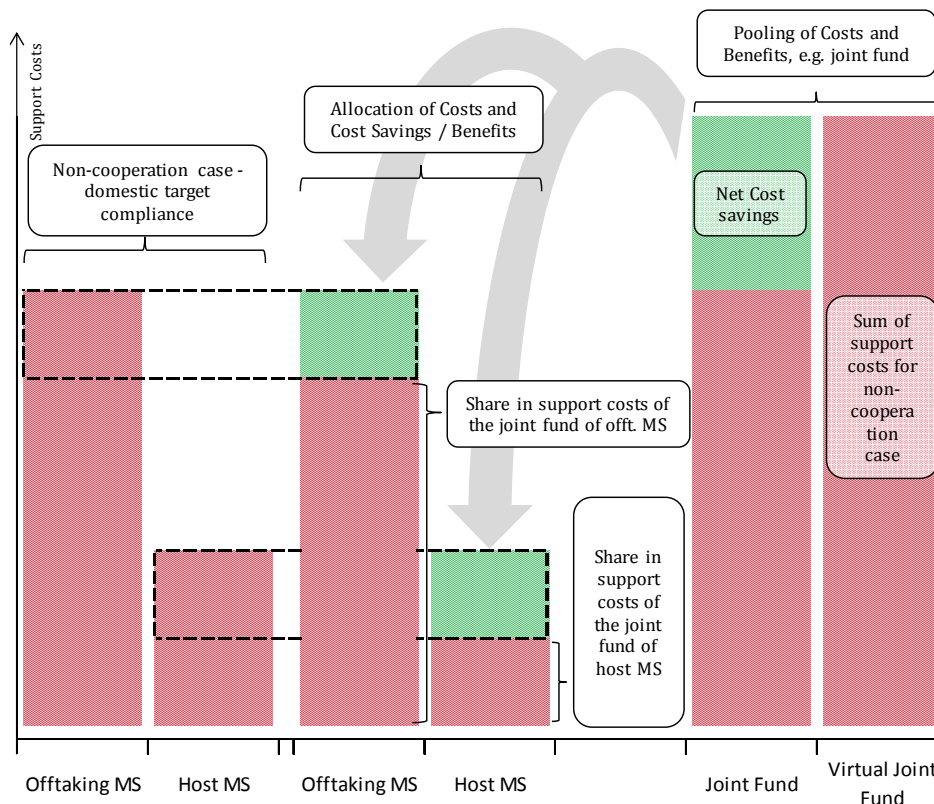 Support Costs
Pooling of Costs and
Benefits, e.g. joint fund
Allocation of Costs and
Cost Savings / Benefits
Non-cooperation case -
domestic target
compliance
Net Cost
savings
Sum of
support
costs for
non-
coopera
tion
case
Share in support costs of
the joint fund of offt. MS
Share in
support
costs of
the joint
fund of
host MS
Offtaking MS
Host MS
Offtaking MS
Host MS
Joint Fund
Virtual Joint
Fund